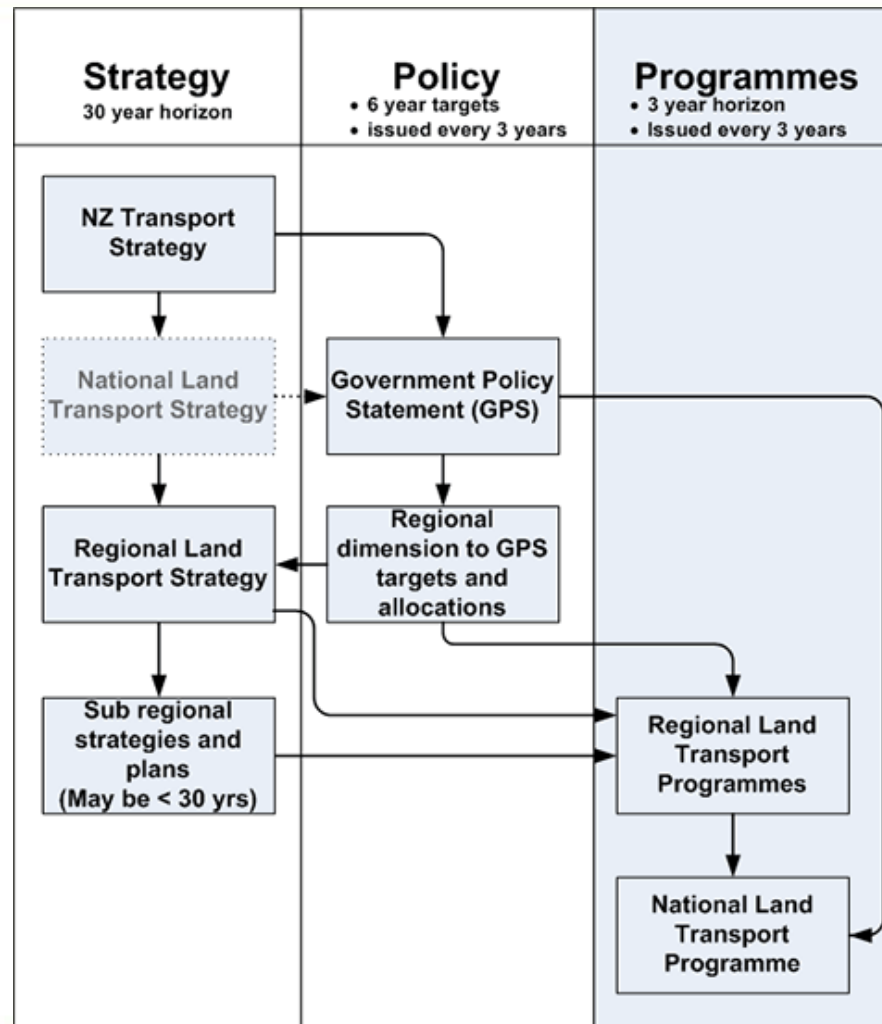 Strategy
30 year horizon
Policy
• 6 year targets
• issued every 3 years
Programmes
• 3 year horizon
• Issued every 3 years
NZ Transport
Strategy
National Land
Transport Strategy
Government Policy
Statement (GPS)
Regional Land
Transport Strategy
Regional
dimension to GPS
targets and
allocations
Sub regional
strategies and
plans
(May be < 30 yrs)
Regional Land
Transport
Programmes
National Land
Transport
Programme